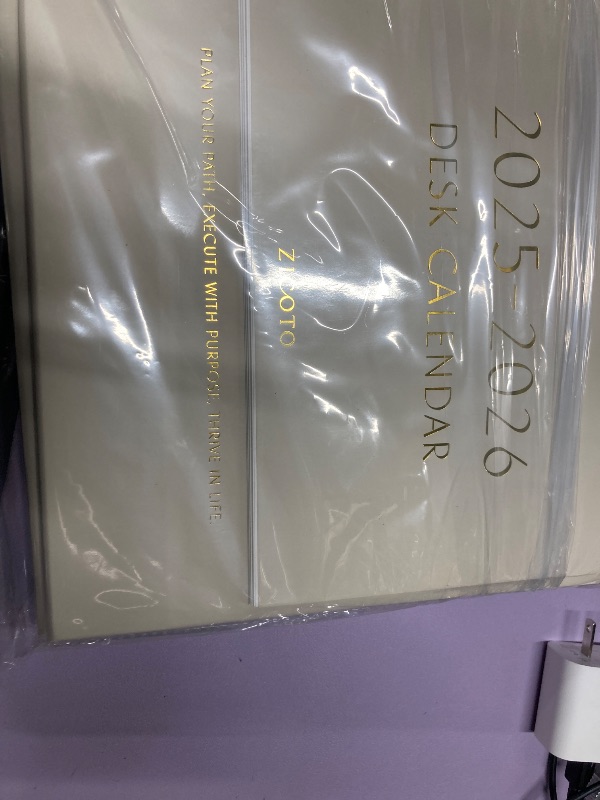 2025-2026
DESK CALENDAR
ZICOTO
PLAN YOUR PATH. EXECUTE WITH PURPOSE. THRIVE IN LIFE.